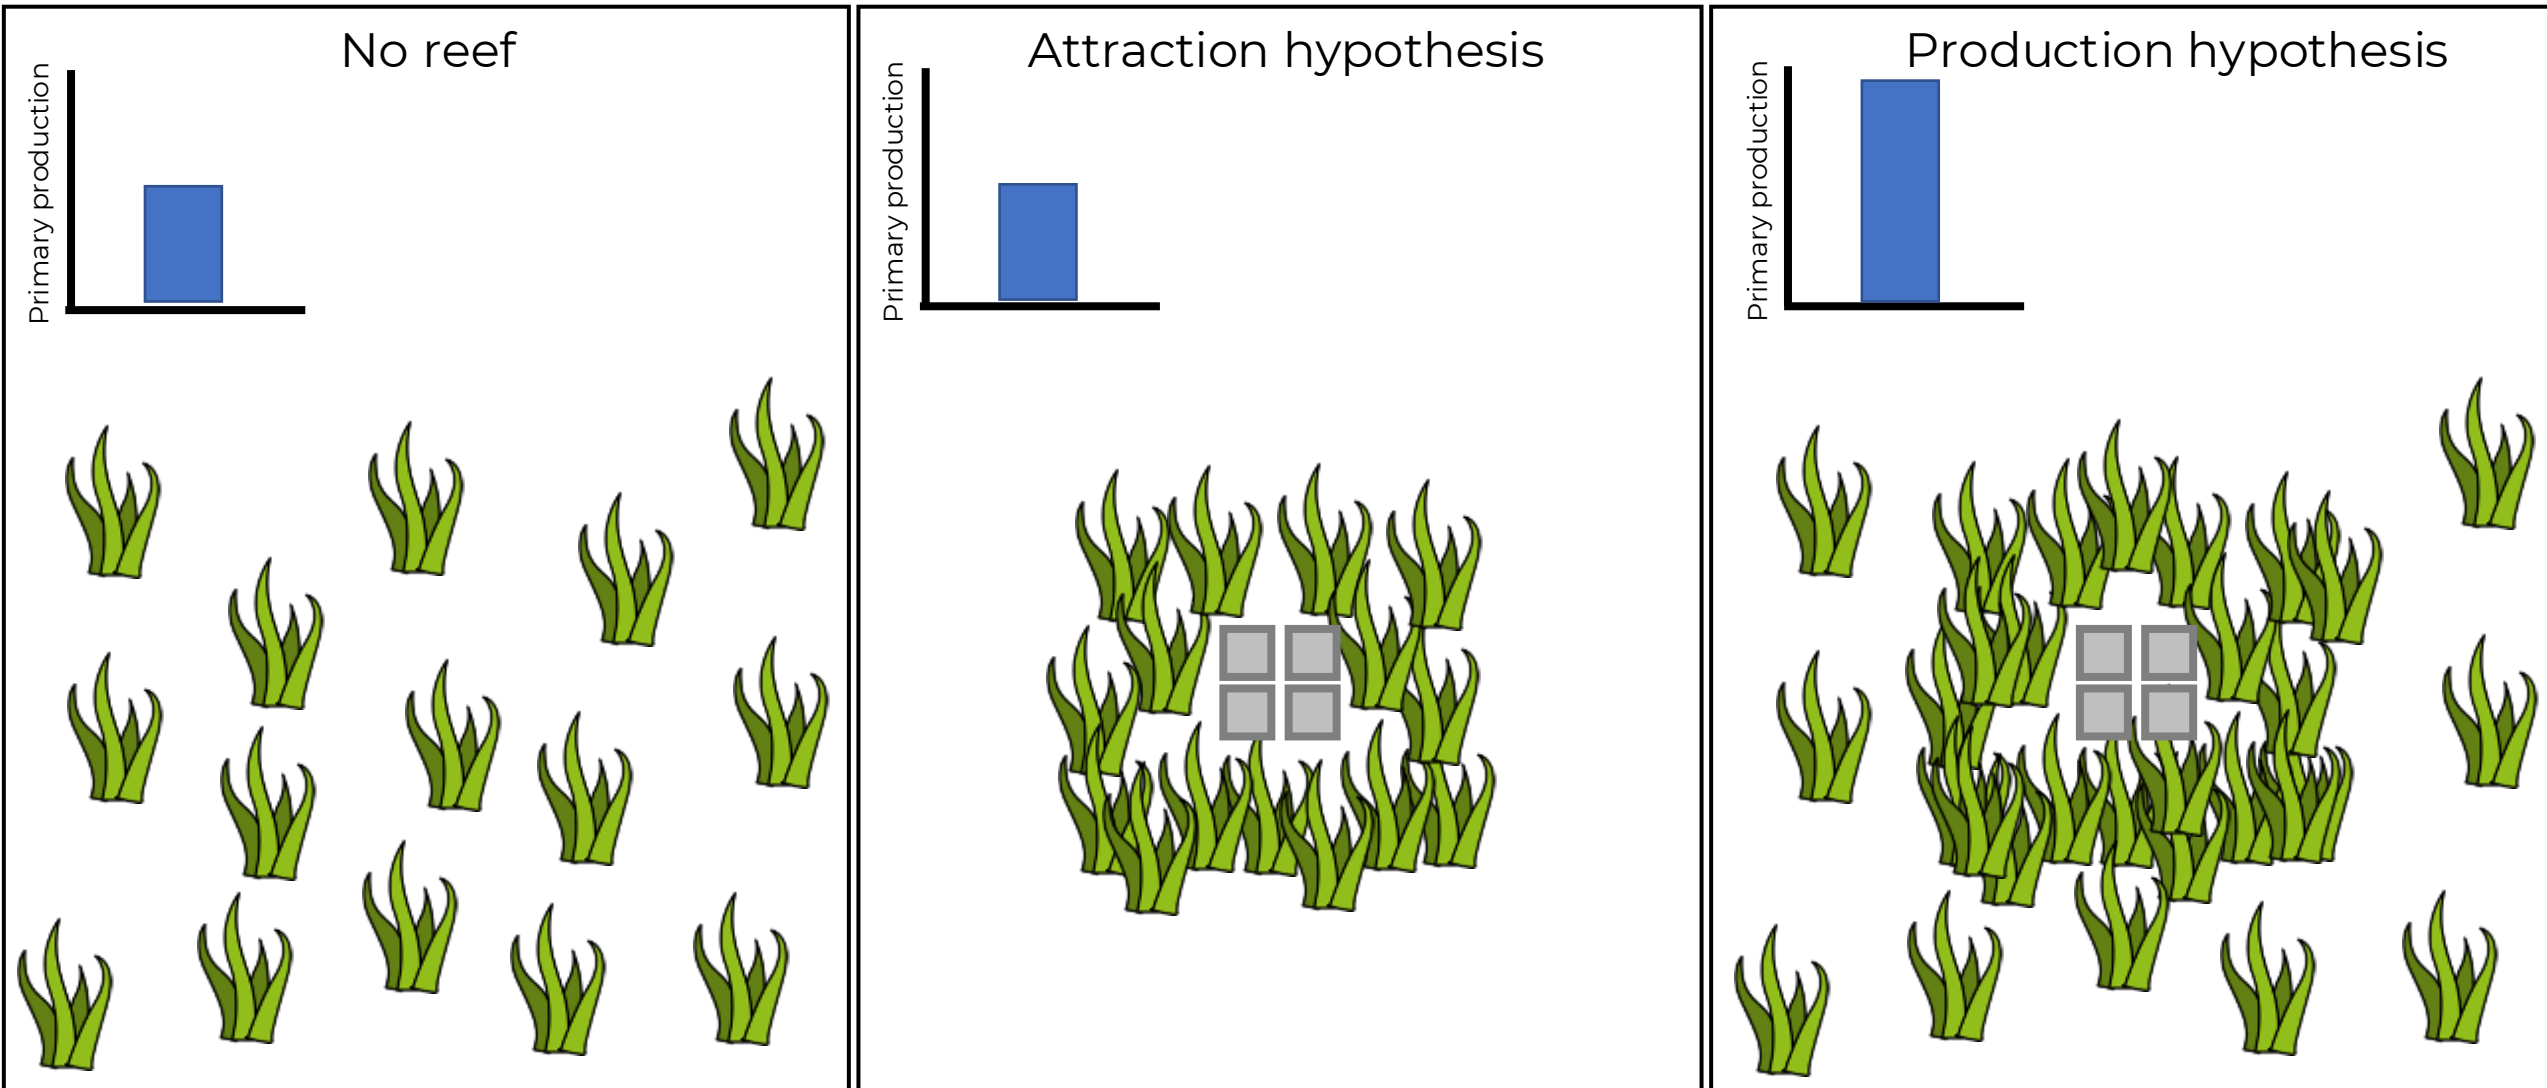 No reef
Primary production
Attraction hypothesis
Primary production
Production hypothesis
Primary production